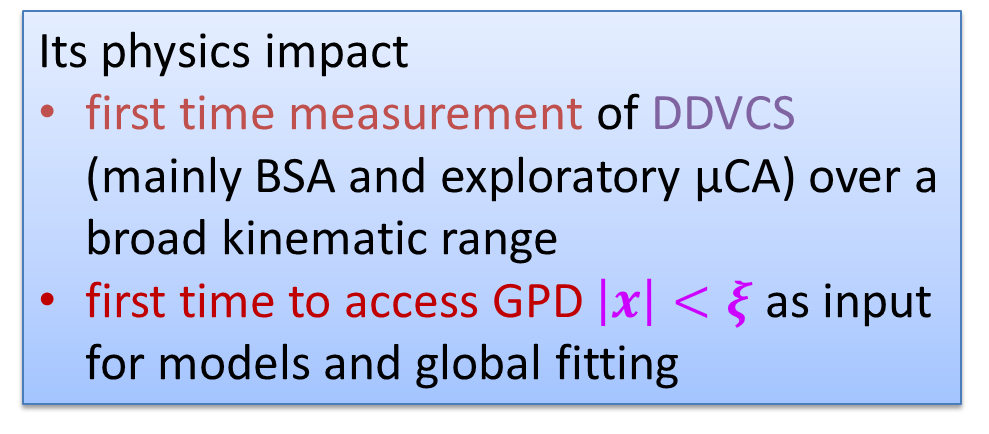 Its physics impact
• first time measurement of DDVCS
(mainly BSA and exploratory μCA) over a
broad kinematic range
• first time to access GPD |x| < ξ as input
for models and global fitting